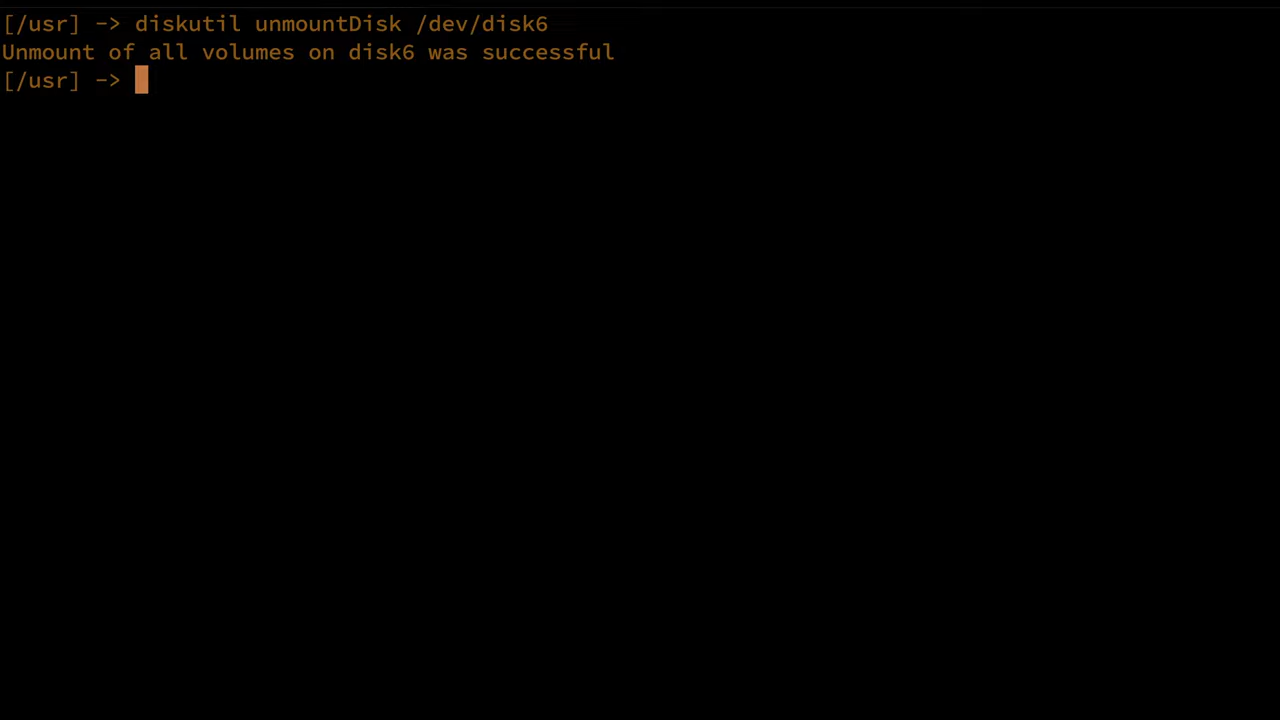 [/usr] -> diskutil unmountDisk /dev/disk6
Unmount of all volumes on disk6 was successful
[/usr] ->